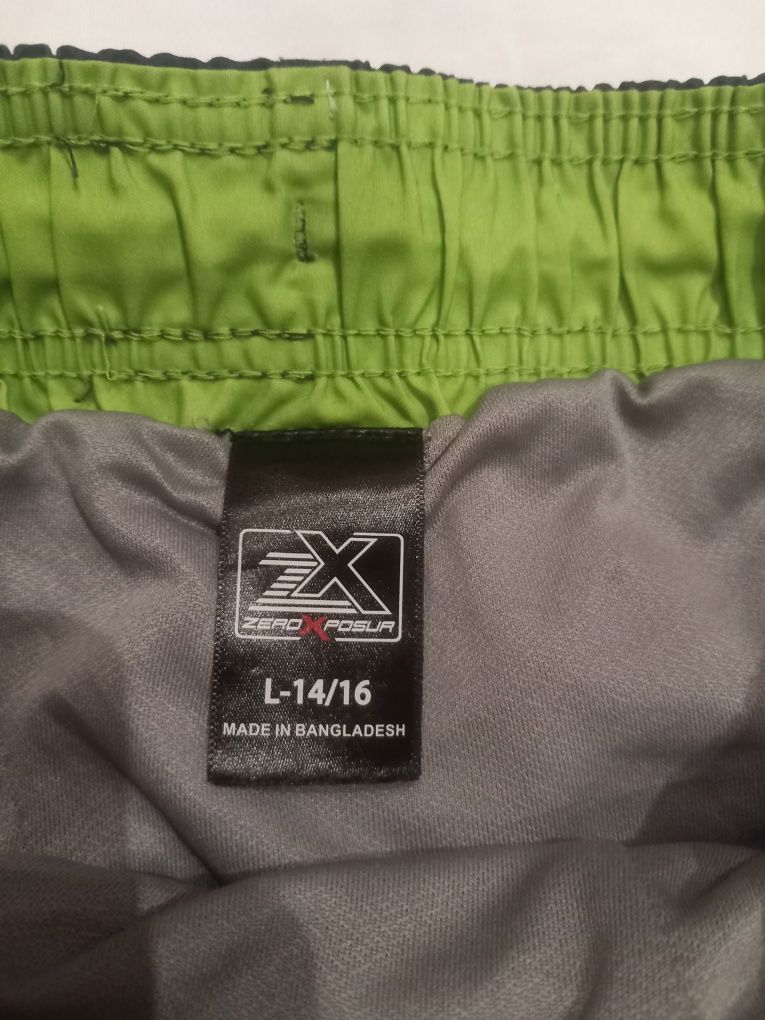 ZX
ZEROXPOSUR
L-14/16
MADE IN BANGLADESH